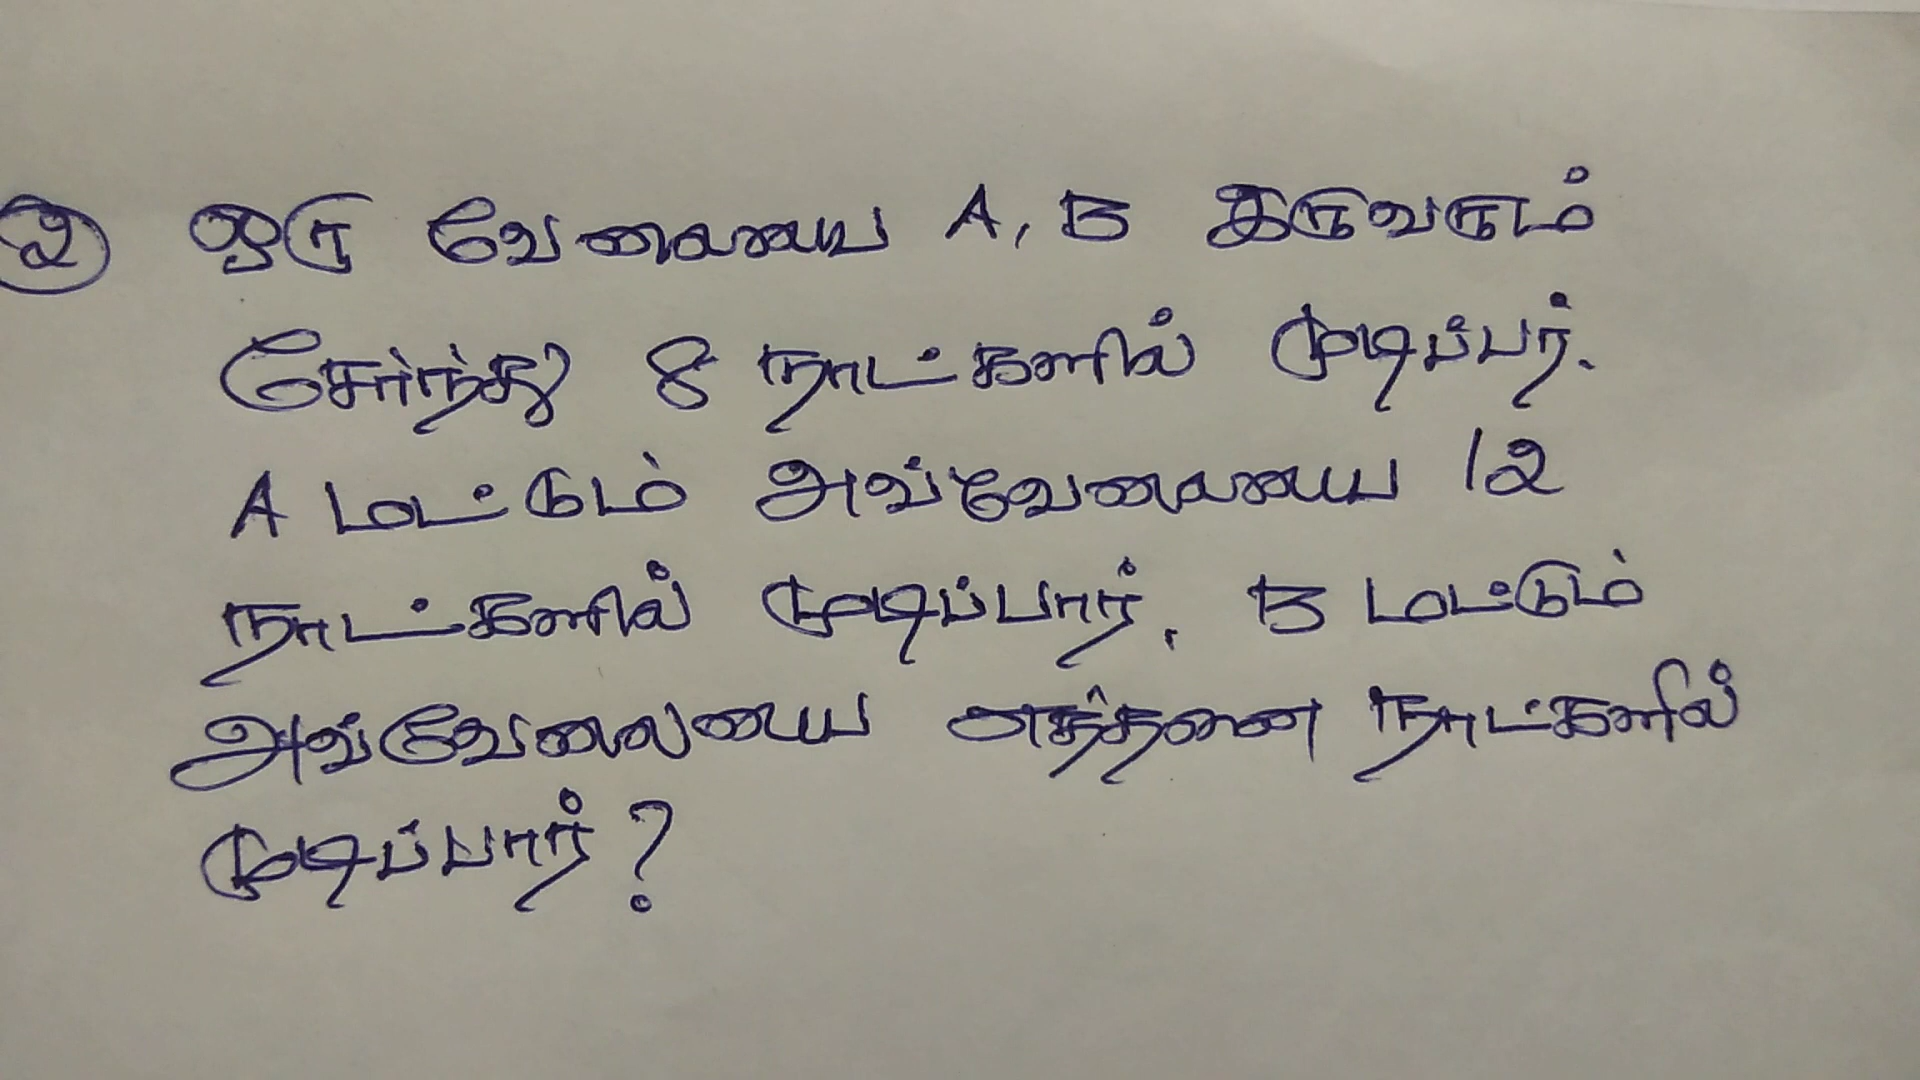 2 ஒரு வேலையை A, B இருவரும்
சேர்ந்து 8 நாட்களில் முடிப்பர்.
A மட்டும் அவ்வேலையை 12
நாட்களில் முடிப்பார், B மட்டும்
அவ்வேலையை எத்தனை நாட்களில்
முடிப்பார்?